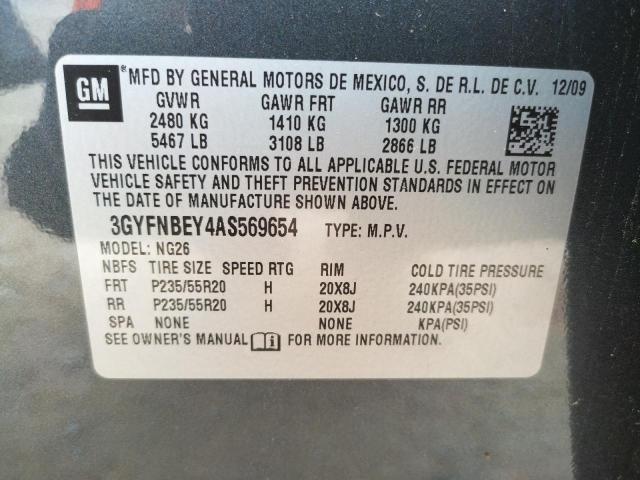 GM ® MFD BY GENERAL MOTORS DE MEXICO, S. DE R.L. DE C.V. 12/09
GVWR GAWR FRT GAWR RR
2480 KG 1410 KG 1300 KG
5467 LB 3108 LB 2866 LB
THIS VEHICLE CONFORMS TO ALL APPLICABLE U.S. FEDERAL MOTOR
VEHICLE SAFETY AND THEFT PREVENTION STANDARDS IN EFFECT ON
THE DATE OF MANUFACTURE SHOWN ABOVE.
3GYFNBEY4AS569654 TYPE: M.P.V.
MODEL: NG26
NBFS TIRE SIZE SPEED RTG RIM COLD TIRE PRESSURE
FRT P235/55R20 H 20X8J 240KPA(35PSI)
RR P235/55R20 H 20X8J 240KPA(35PSI)
SPA NONE NONE KPA(PSI)
SEE OWNER'S MANUAL i FOR MORE INFORMATION.